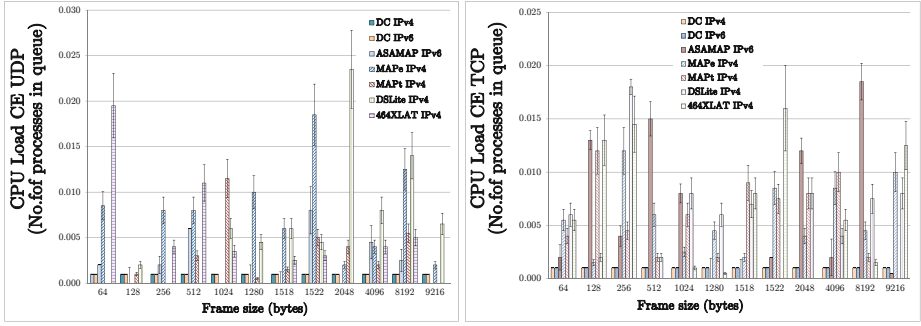 CPU Load CE UDP
(No.fof processes in queue)
0.030
0.025
0.020
0.015
0.010
0.005
0.000
DC IPv4
DC IPv6
ASAMAP IPv6
MAPe IPv4
MAPt IPv4
DSLite IPv4
464XLAT IPv4
64 128 256 512 1024 1280 1518 1522 2048 4096 8192 9216
Frame size (bytes)
CPU Load CE TCP
(No.fof processes in queue)
0.025
0.020
0.015
0.010
0.005
0.000
DC IPv4
DC IPv6
ASAMAP IPv6
MAPe IPv4
MAPt IPv4
DSLite IPv4
464XLAT IPv4
64 128 256 512 1024 1280 1518 1522 2048 4096 8192 9216
Frame size (bytes)